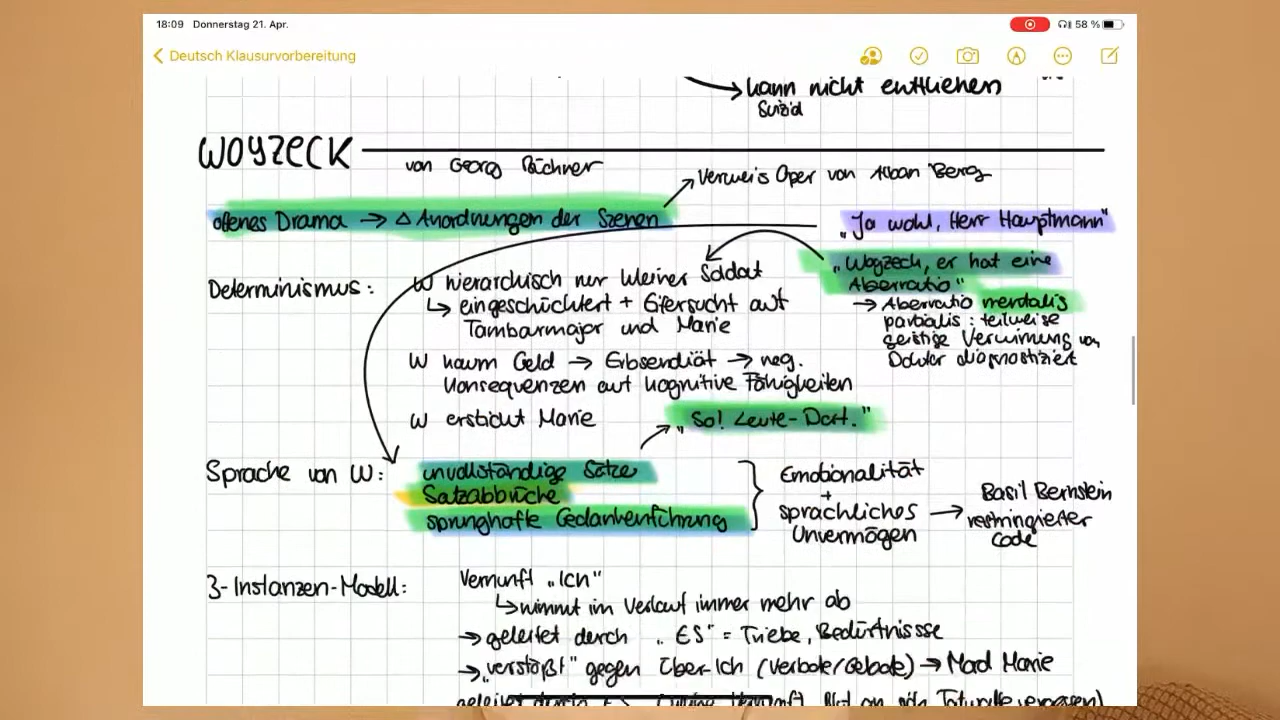 18:09 Donnerstag 21. Apr.
58 %
Deutsch Klausurvorbereitung
kann nicht entfliehen
Suizid
WOYZECK
von Georg Büchner
Verweis Oper von Alban Berg
offenes Drama → △ Anordnungen der Szenen
„Ja wohl, Herr Hauptmann"
„Woyzeck, er hat eine
Aberratio"
→ Aberratio mentalis
partialis : teilweise
geistige Verwirrung von
Doktor diagnostiziert
Determinismus :
W hierarchisch nur kleiner Soldat
↳ eingeschüchtert + Eifersucht auf
Tambarmajor und Marie
W kaum Geld → Erbsendiät → neg.
Konsequenzen auf kognitive Fähigkeiten
W ersticht Marie
„So! Leute - Dort."
Sprache von W :
unvollständige Sätze
Satzabbrüche
sprunghafte Gedankenführung
Emotionalität
+
sprachliches
Unvermögen
→ Basil Bernstein
restringierter
Code
3-Instanzen-Modell :
Vernunft „Ich"
↳ nimmt im Verlauf immer mehr ab
→ geleitet durch „ES" = Triebe, Bedürfnissse
→ „verstößt" gegen Über-Ich (Verbote/Gebote) → Mord Marie